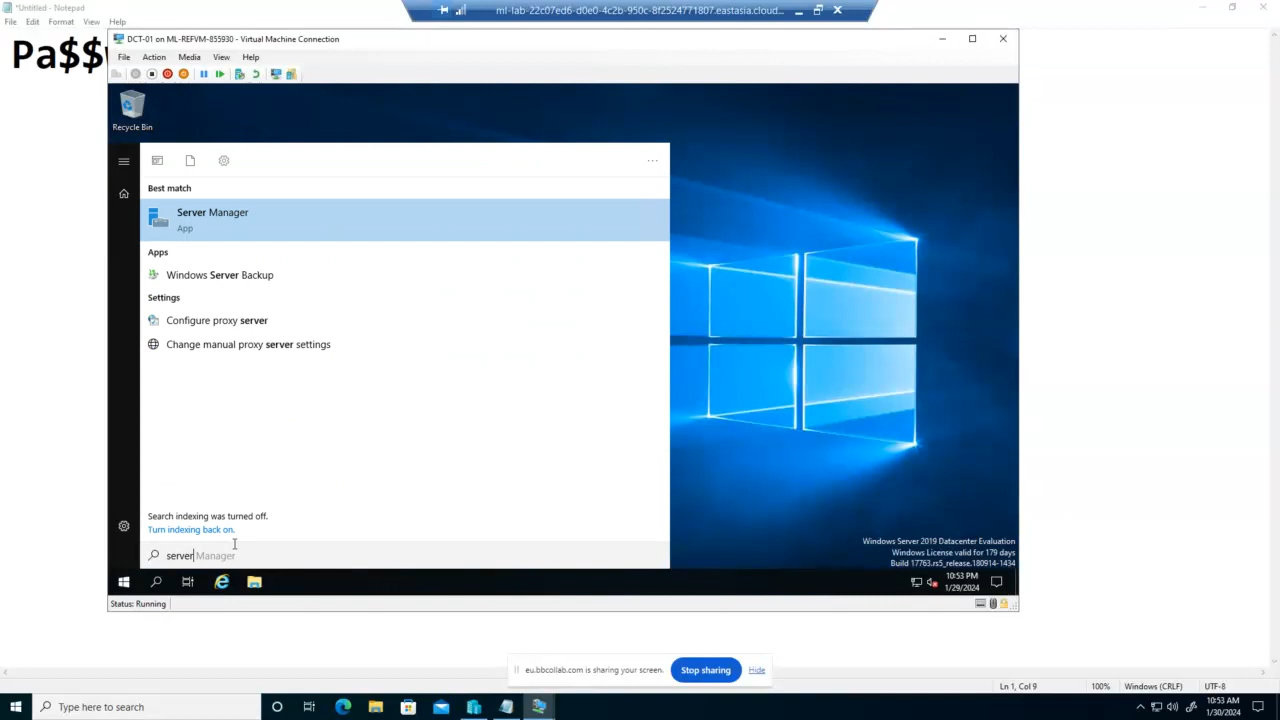 *Untitled - Notepad
File Edit Format View Help
ml-lab-22c07ed6-d0e0-4c2b-950c-8f2524771807.eastasia.cloud...
Pa$$
DCT-01 on ML-REFVM-855930 - Virtual Machine Connection
File Action Media View Help
Recycle Bin
Best match
Server Manager
App
Apps
Windows Server Backup
Settings
Configure proxy server
Change manual proxy server settings
Search indexing was turned off.
Turn indexing back on.
server Manager
Windows Server 2019 Datacenter Evaluation
Windows License valid for 179 days
Build 17763.rs5_release.180914-1434
10:53 PM
1/29/2024
Status: Running
eu.bbcollab.com is sharing your screen.
Stop sharing
Hide
Ln 1, Col 9
100%
Windows (CRLF)
UTF-8
Type here to search
10:53 AM
1/30/2024